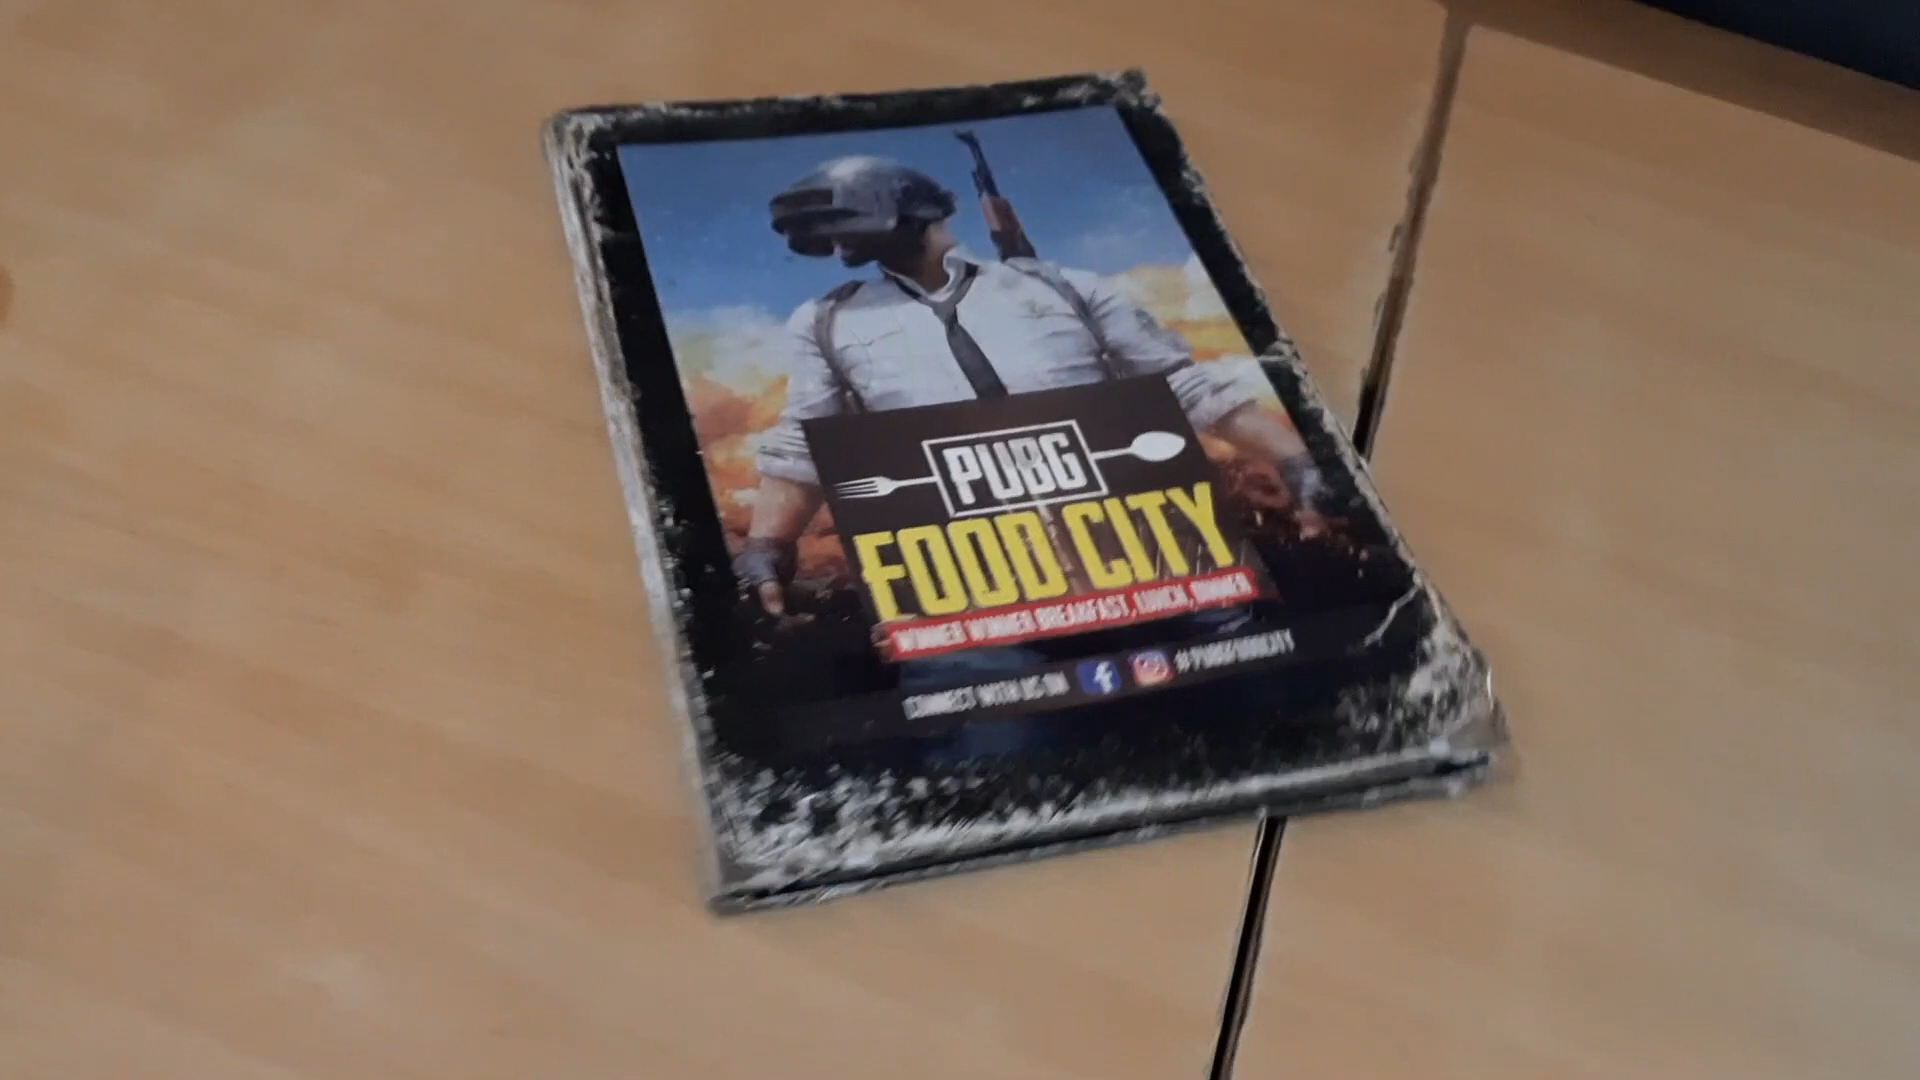 PUBG
FOOD CITY
WINNER WINNER BREAKFAST, LUNCH, DINNER
CONNECT WITH US ON #PUBGFOODCITY